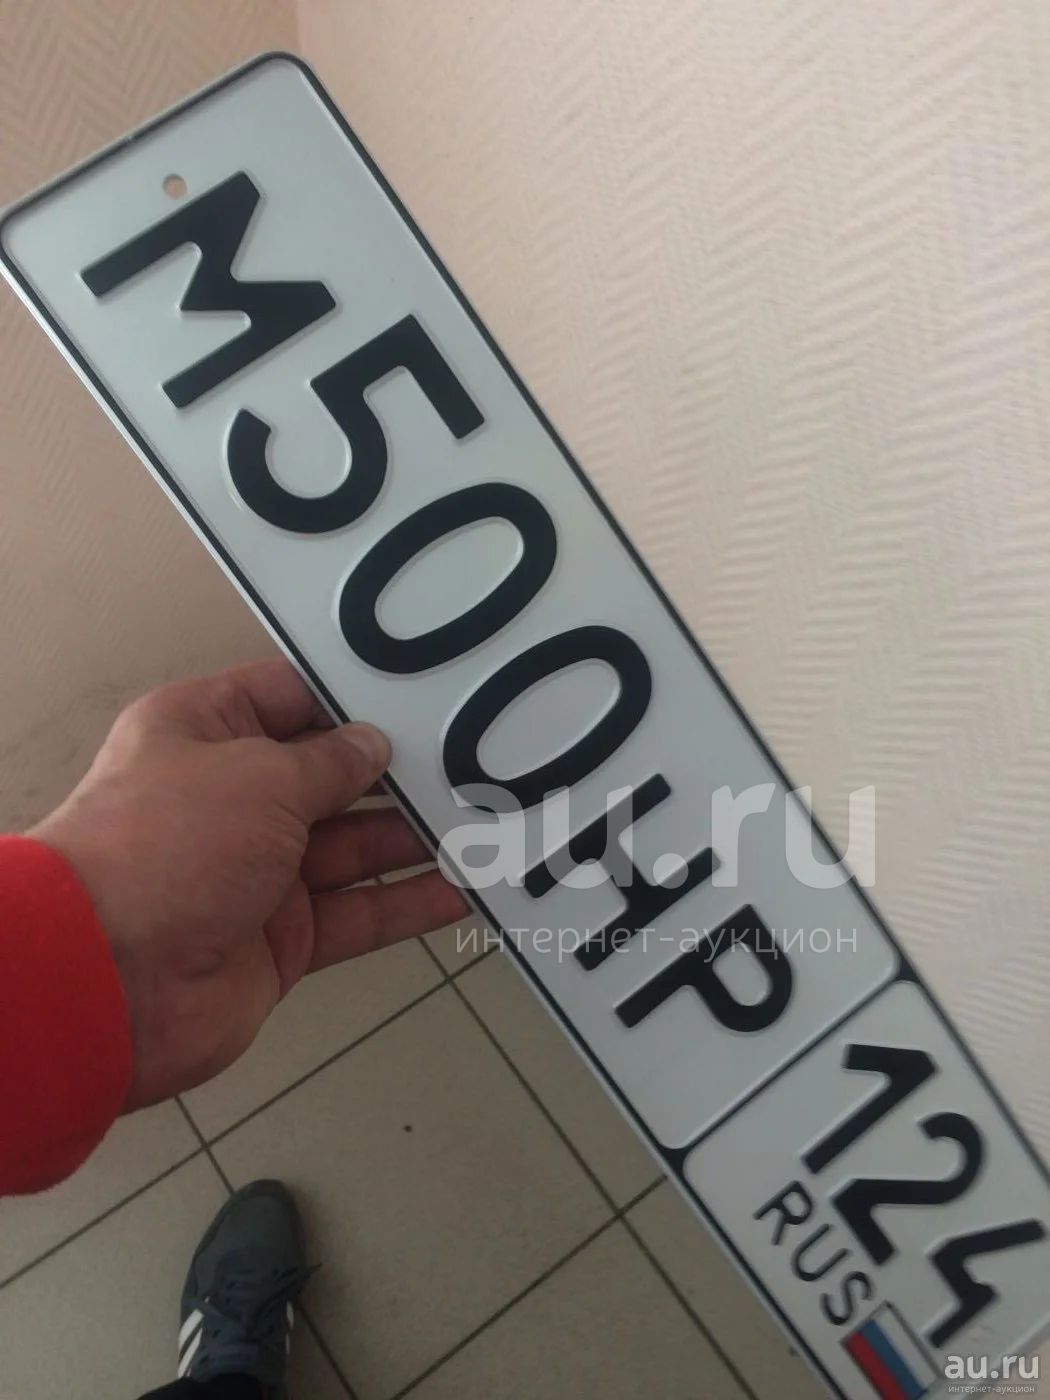 М500НР
124
RUS
au.ru
интернет-аукцион
au.ru
интернет-аукцион